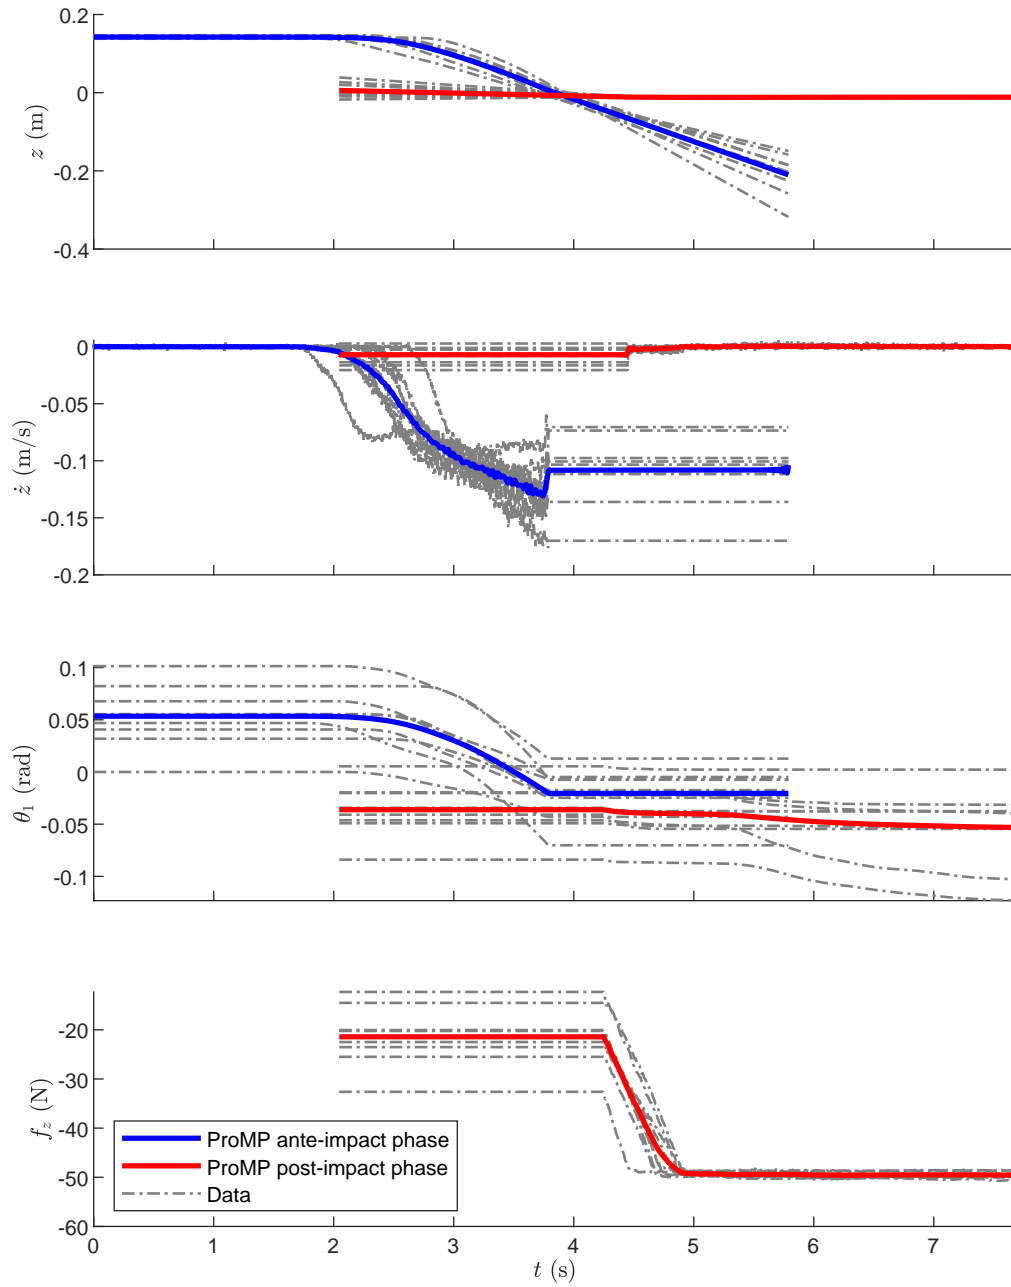 0.2
0
-0.2
-0.4
z (m)
0
-0.05
-0.1
-0.15
-0.2
ż (m/s)
0.1
0.05
0
-0.05
-0.1
θ₁ (rad)
-20
-30
-40
-50
-60
f_z (N)
ProMP ante-impact phase
ProMP post-impact phase
Data
0 1 2 3 4 5 6 7
t (s)